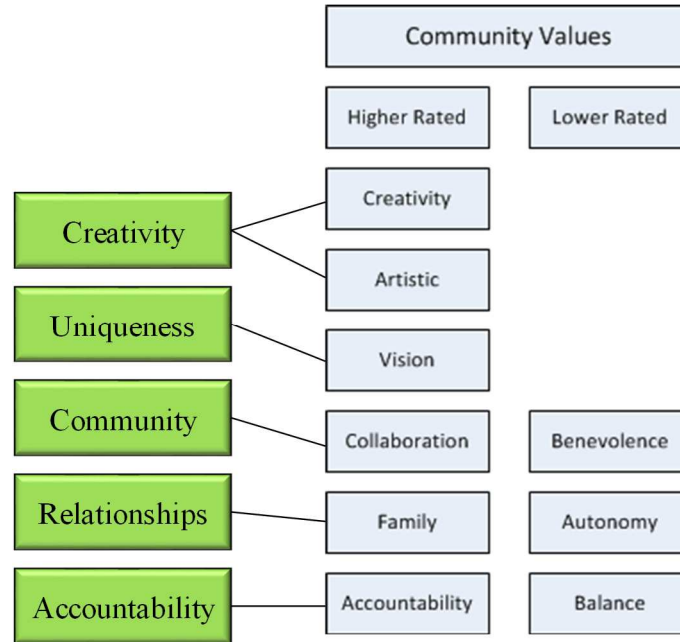 Community Values
Higher Rated
Lower Rated
Creativity
Creativity
Artistic
Uniqueness
Vision
Community
Collaboration
Benevolence
Relationships
Family
Autonomy
Accountability
Accountability
Balance